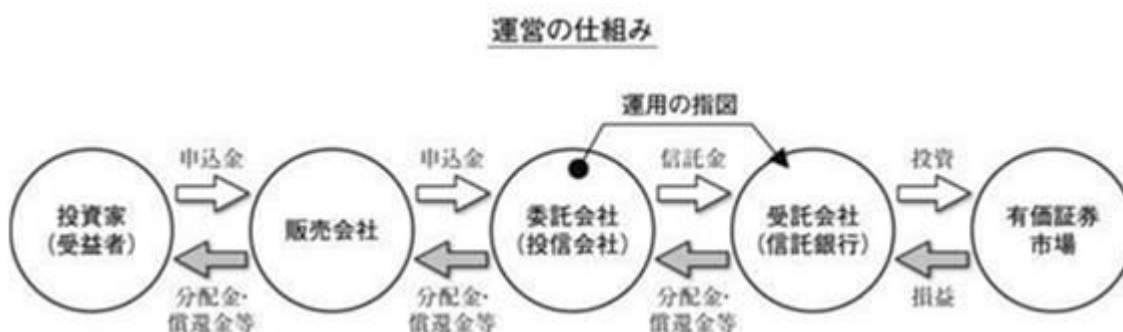 運営の仕組み
運用の指図
申込金
申込金
信託金
投資
投資家
(受益者)
販売会社
委託会社
(投信会社)
受託会社
(信託銀行)
有価証券
市場
分配金・
償還金等
分配金・
償還金等
分配金・
償還金等
損益